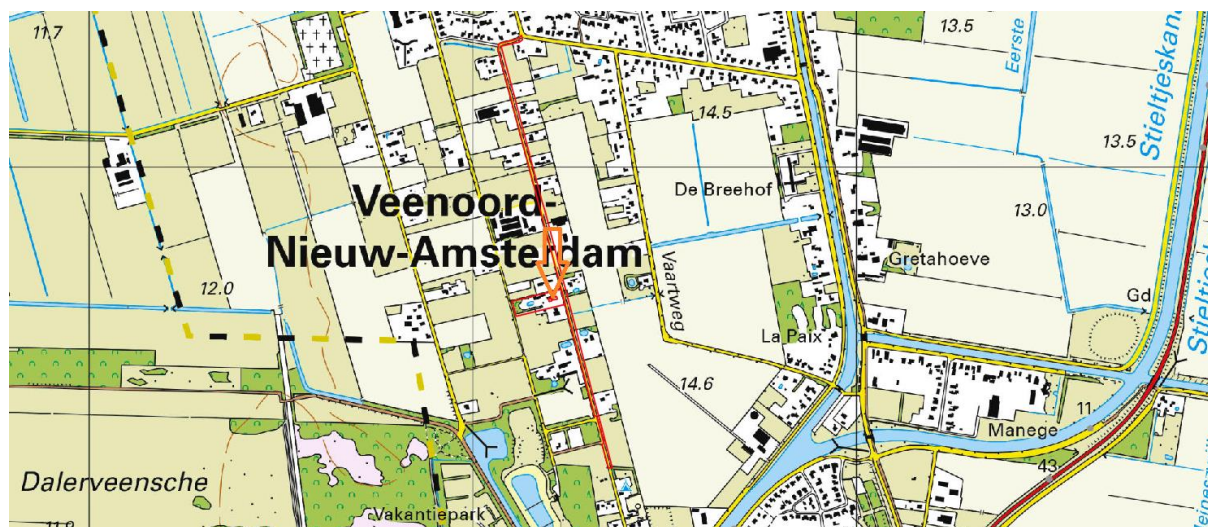 11.7
13.5
Eerste
Stieltjeskan
14.5
13.5
De Breehof
Veenoord-
Nieuw-Amsterdam
13.0
Gretahoeve
Vaartweg
12.0
Gd
La Paix
14.6
11
Manege
43
Dalerveensche
Vakantiepark